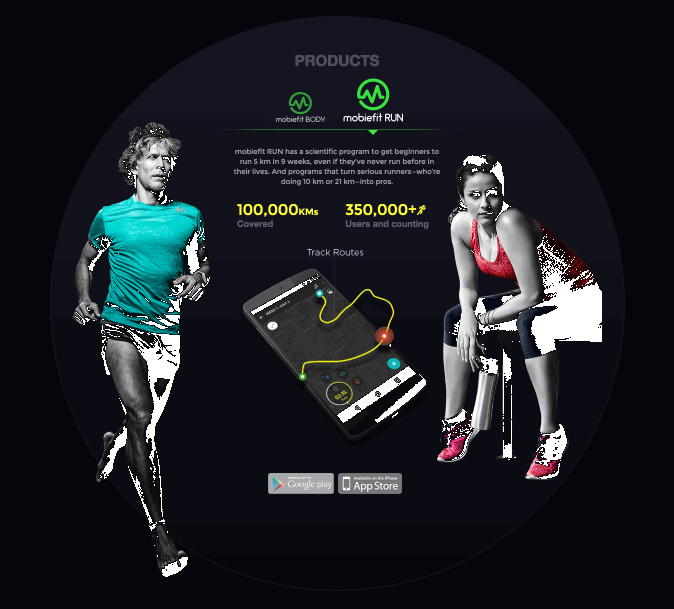 PRODUCTS
mobiefit BODY
mobiefit RUN
mobiefit RUN has a scientific program to get beginners to
run 5 km in 9 weeks, even if they've never run before in
their lives. And programs that turn serious runners—who're
doing 10 km or 21 km—into pros.
100,000KMs
350,000+
Covered
Users and counting
Track Routes
Google play
Available on the iPhone
App Store